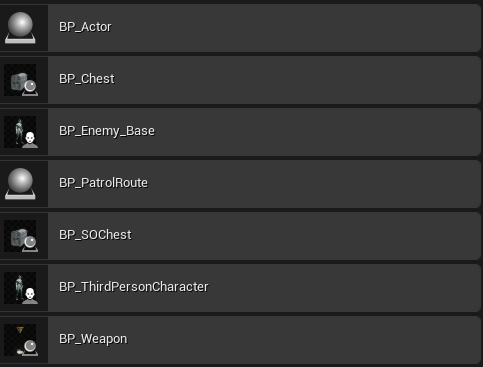 BP_Actor
BP_Chest
BP_Enemy_Base
BP_PatrolRoute
BP_SOChest
BP_ThirdPersonCharacter
BP_Weapon